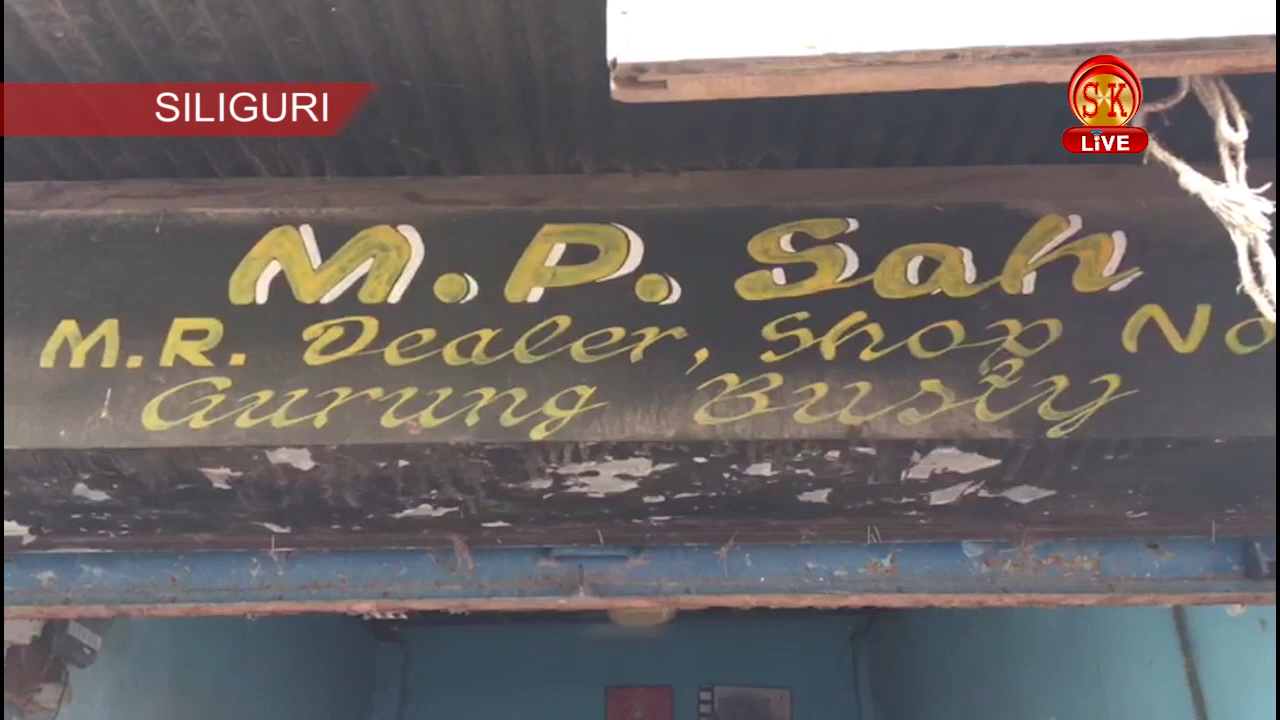 SILIGURI
SK
LiVE
M.P. Sah
M.R. Dealer, Shop No
Gurung Busty